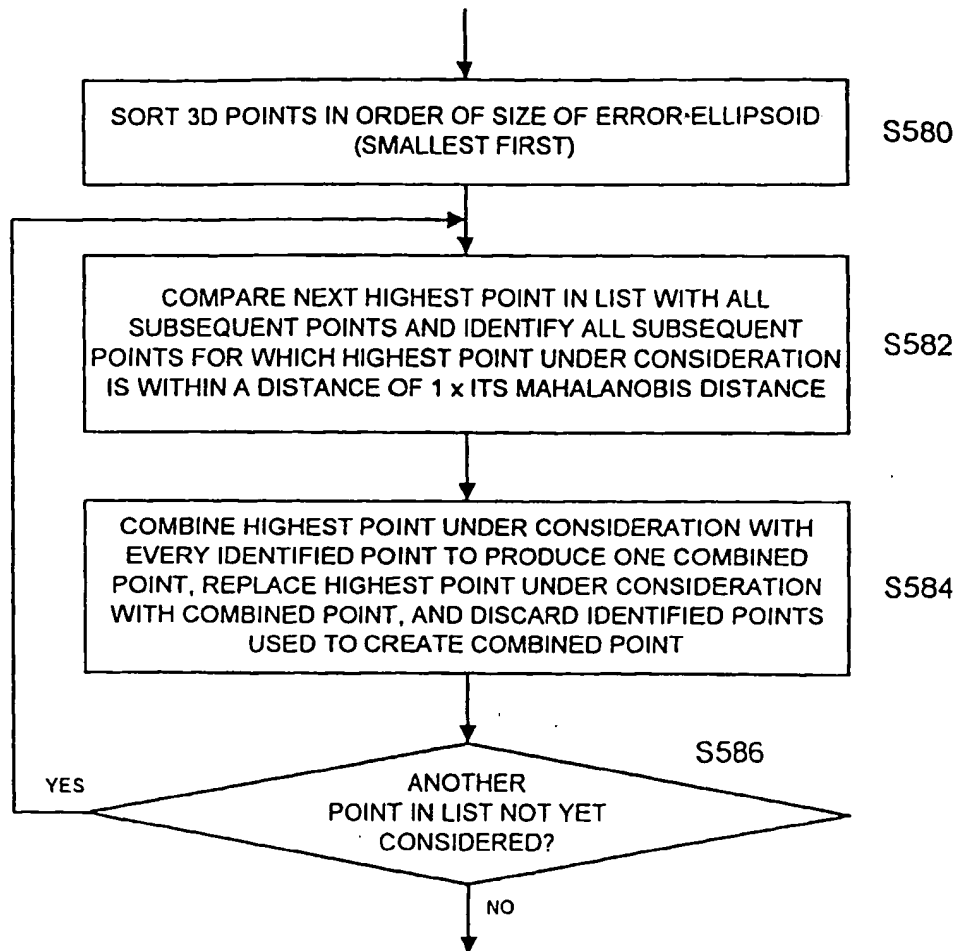 SORT 3D POINTS IN ORDER OF SIZE OF ERROR·ELLIPSOID
(SMALLEST FIRST)
S580
COMPARE NEXT HIGHEST POINT IN LIST WITH ALL
SUBSEQUENT POINTS AND IDENTIFY ALL SUBSEQUENT
POINTS FOR WHICH HIGHEST POINT UNDER CONSIDERATION
IS WITHIN A DISTANCE OF 1 x ITS MAHALANOBIS DISTANCE
S582
COMBINE HIGHEST POINT UNDER CONSIDERATION WITH
EVERY IDENTIFIED POINT TO PRODUCE ONE COMBINED
POINT, REPLACE HIGHEST POINT UNDER CONSIDERATION
WITH COMBINED POINT, AND DISCARD IDENTIFIED POINTS
USED TO CREATE COMBINED POINT
S584
S586
YES
ANOTHER
POINT IN LIST NOT YET
CONSIDERED?
NO